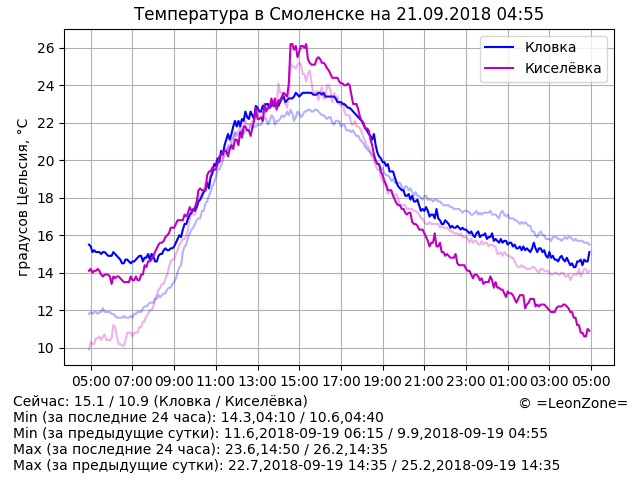 Температура в Смоленске на 21.09.2018 04:55
градусов Цельсия, °C
26
24
22
20
18
16
14
12
10
Кловка
Киселёвка
05:00 07:00 09:00 11:00 13:00 15:00 17:00 19:00 21:00 23:00 01:00 03:00 05:00
Сейчас: 15.1 / 10.9 (Кловка / Киселёвка)
© =LeonZone=
Min (за последние 24 часа): 14.3,04:10 / 10.6,04:40
Min (за предыдущие сутки): 11.6,2018-09-19 06:15 / 9.9,2018-09-19 04:55
Max (за последние 24 часа): 23.6,14:50 / 26.2,14:35
Max (за предыдущие сутки): 22.7,2018-09-19 14:35 / 25.2,2018-09-19 14:35